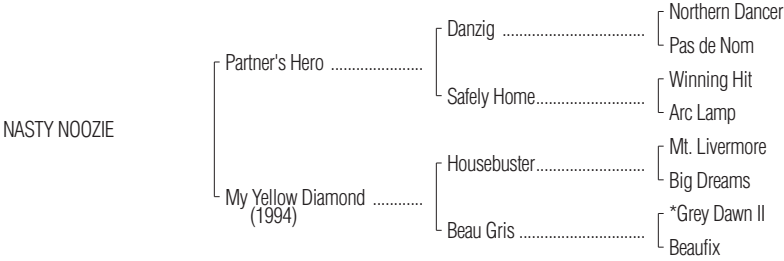 Northern Dancer
Danzig ................................
Pas de Nom
Partner's Hero ......................
Winning Hit
Safely Home........................
Arc Lamp
NASTY NOOZIE
Mt. Livermore
Housebuster........................
Big Dreams
My Yellow Diamond ............
(1994)
*Grey Dawn II
Beau Gris ............................
Beaufix